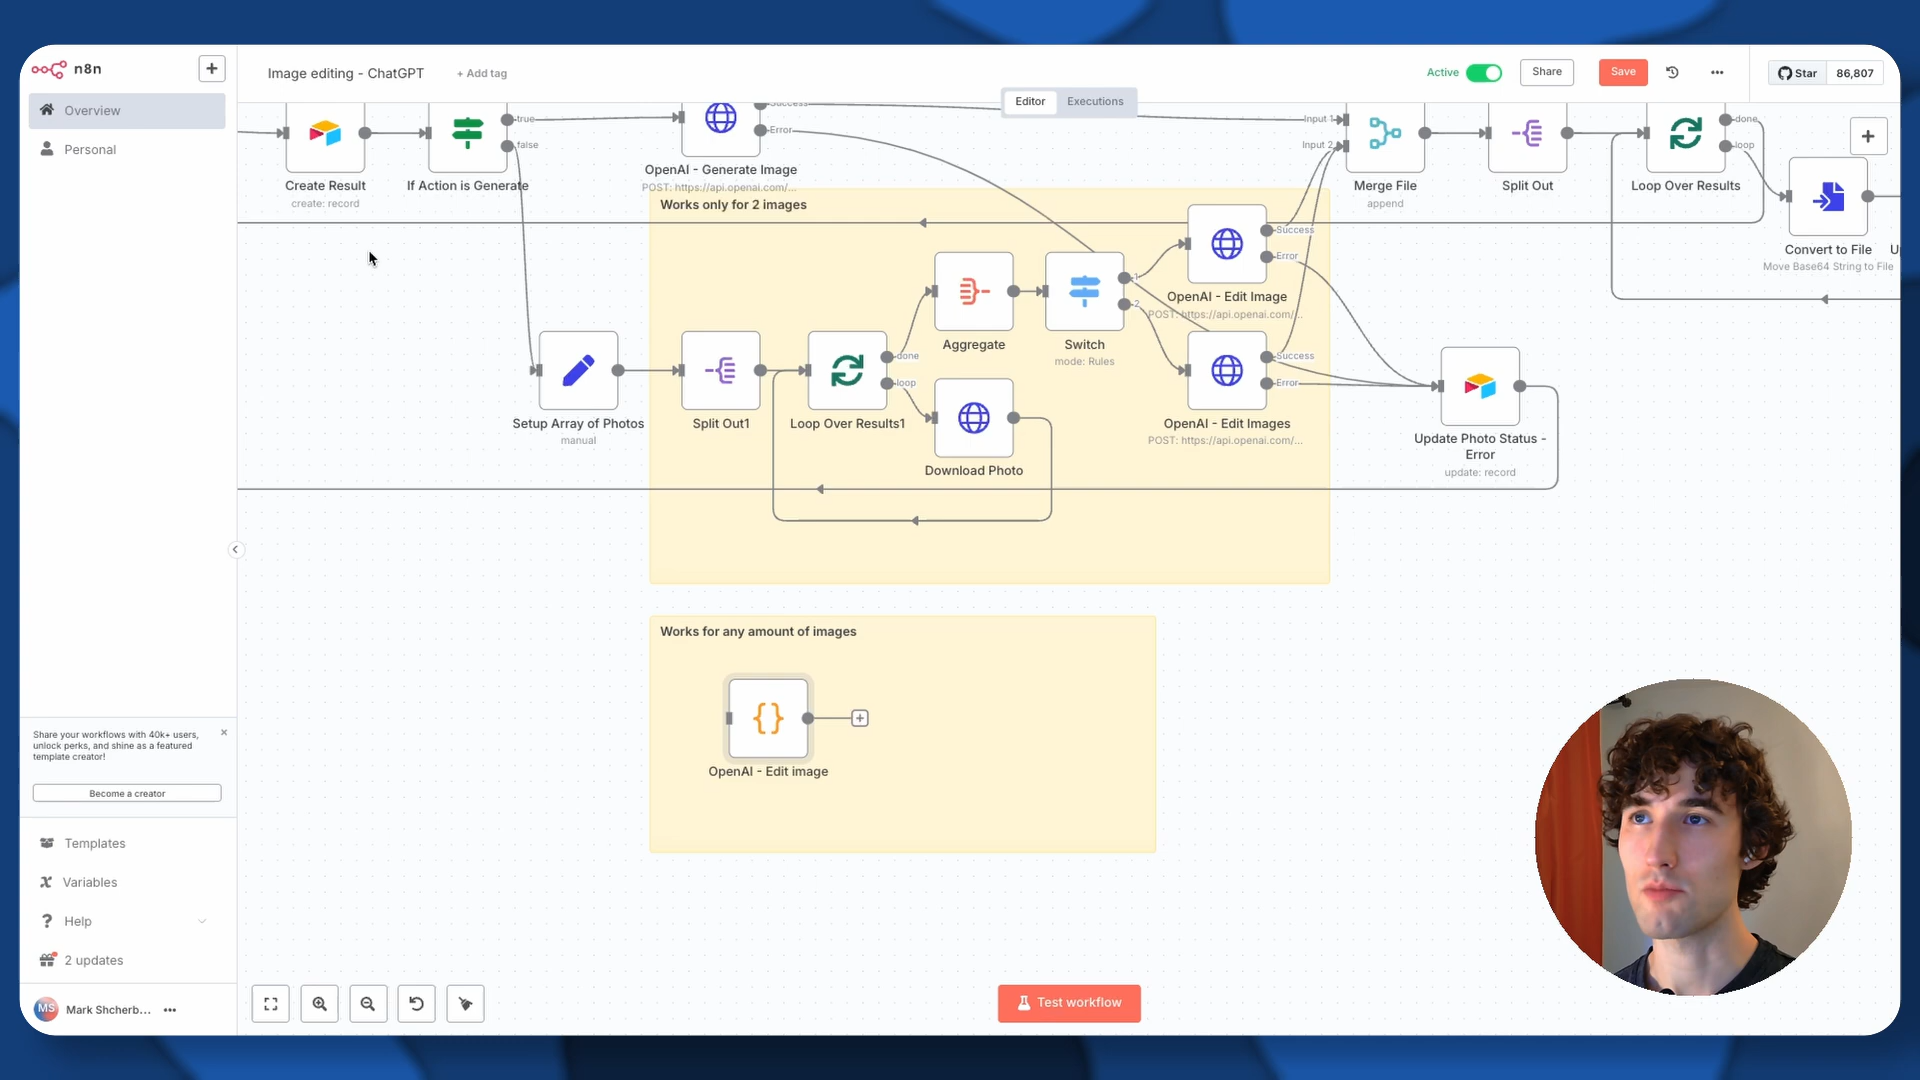 n8n
Overview
Personal
Share your workflows with 40k+ users,
unlock perks, and shine as a featured
template creator!
Become a creator
Templates
Variables
Help
2 updates
MS
Mark Shcherb...
Image editing - ChatGPT
+ Add tag
Active
Share
Save
Star
86,807
Editor
Executions
Create Result
create: record
true
false
If Action is Generate
Success
Error
OpenAI - Generate Image
POST: https://api.openai.com/...
Input 1
Input 2
Merge File
append
Split Out
done
loop
Loop Over Results
Convert to File
Move Base64 String to File
Works only for 2 images
Setup Array of Photos
manual
Split Out1
done
loop
Loop Over Results1
Aggregate
Download Photo
1
2
Switch
mode: Rules
Success
Error
OpenAI - Edit Image
POST: https://api.openai.com/...
Success
Error
OpenAI - Edit Images
POST: https://api.openai.com/...
Update Photo Status -
Error
update: record
Works for any amount of images
{}
OpenAI - Edit image
Test workflow